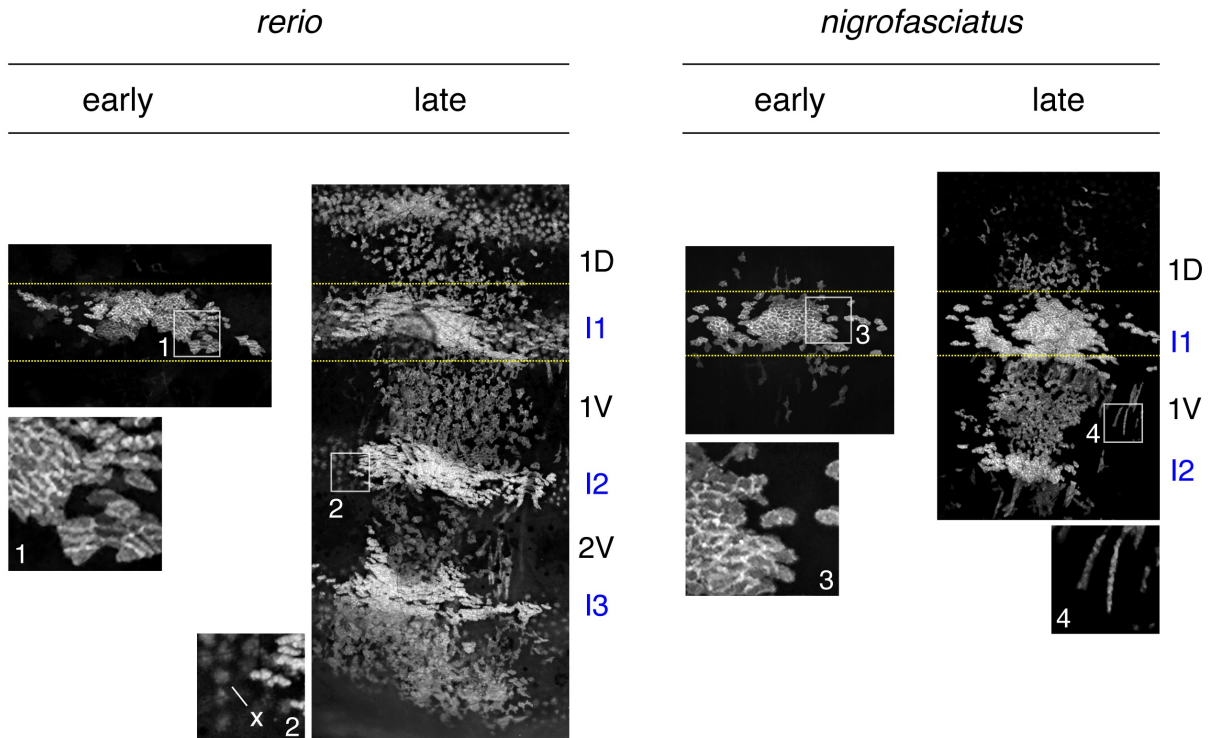 rerio
nigrofasciatus
early
late
early
late
1D
I1
1V
I2
2V
I3
1
2
1
x
2
1D
I1
1V
I2
3
4
3
4